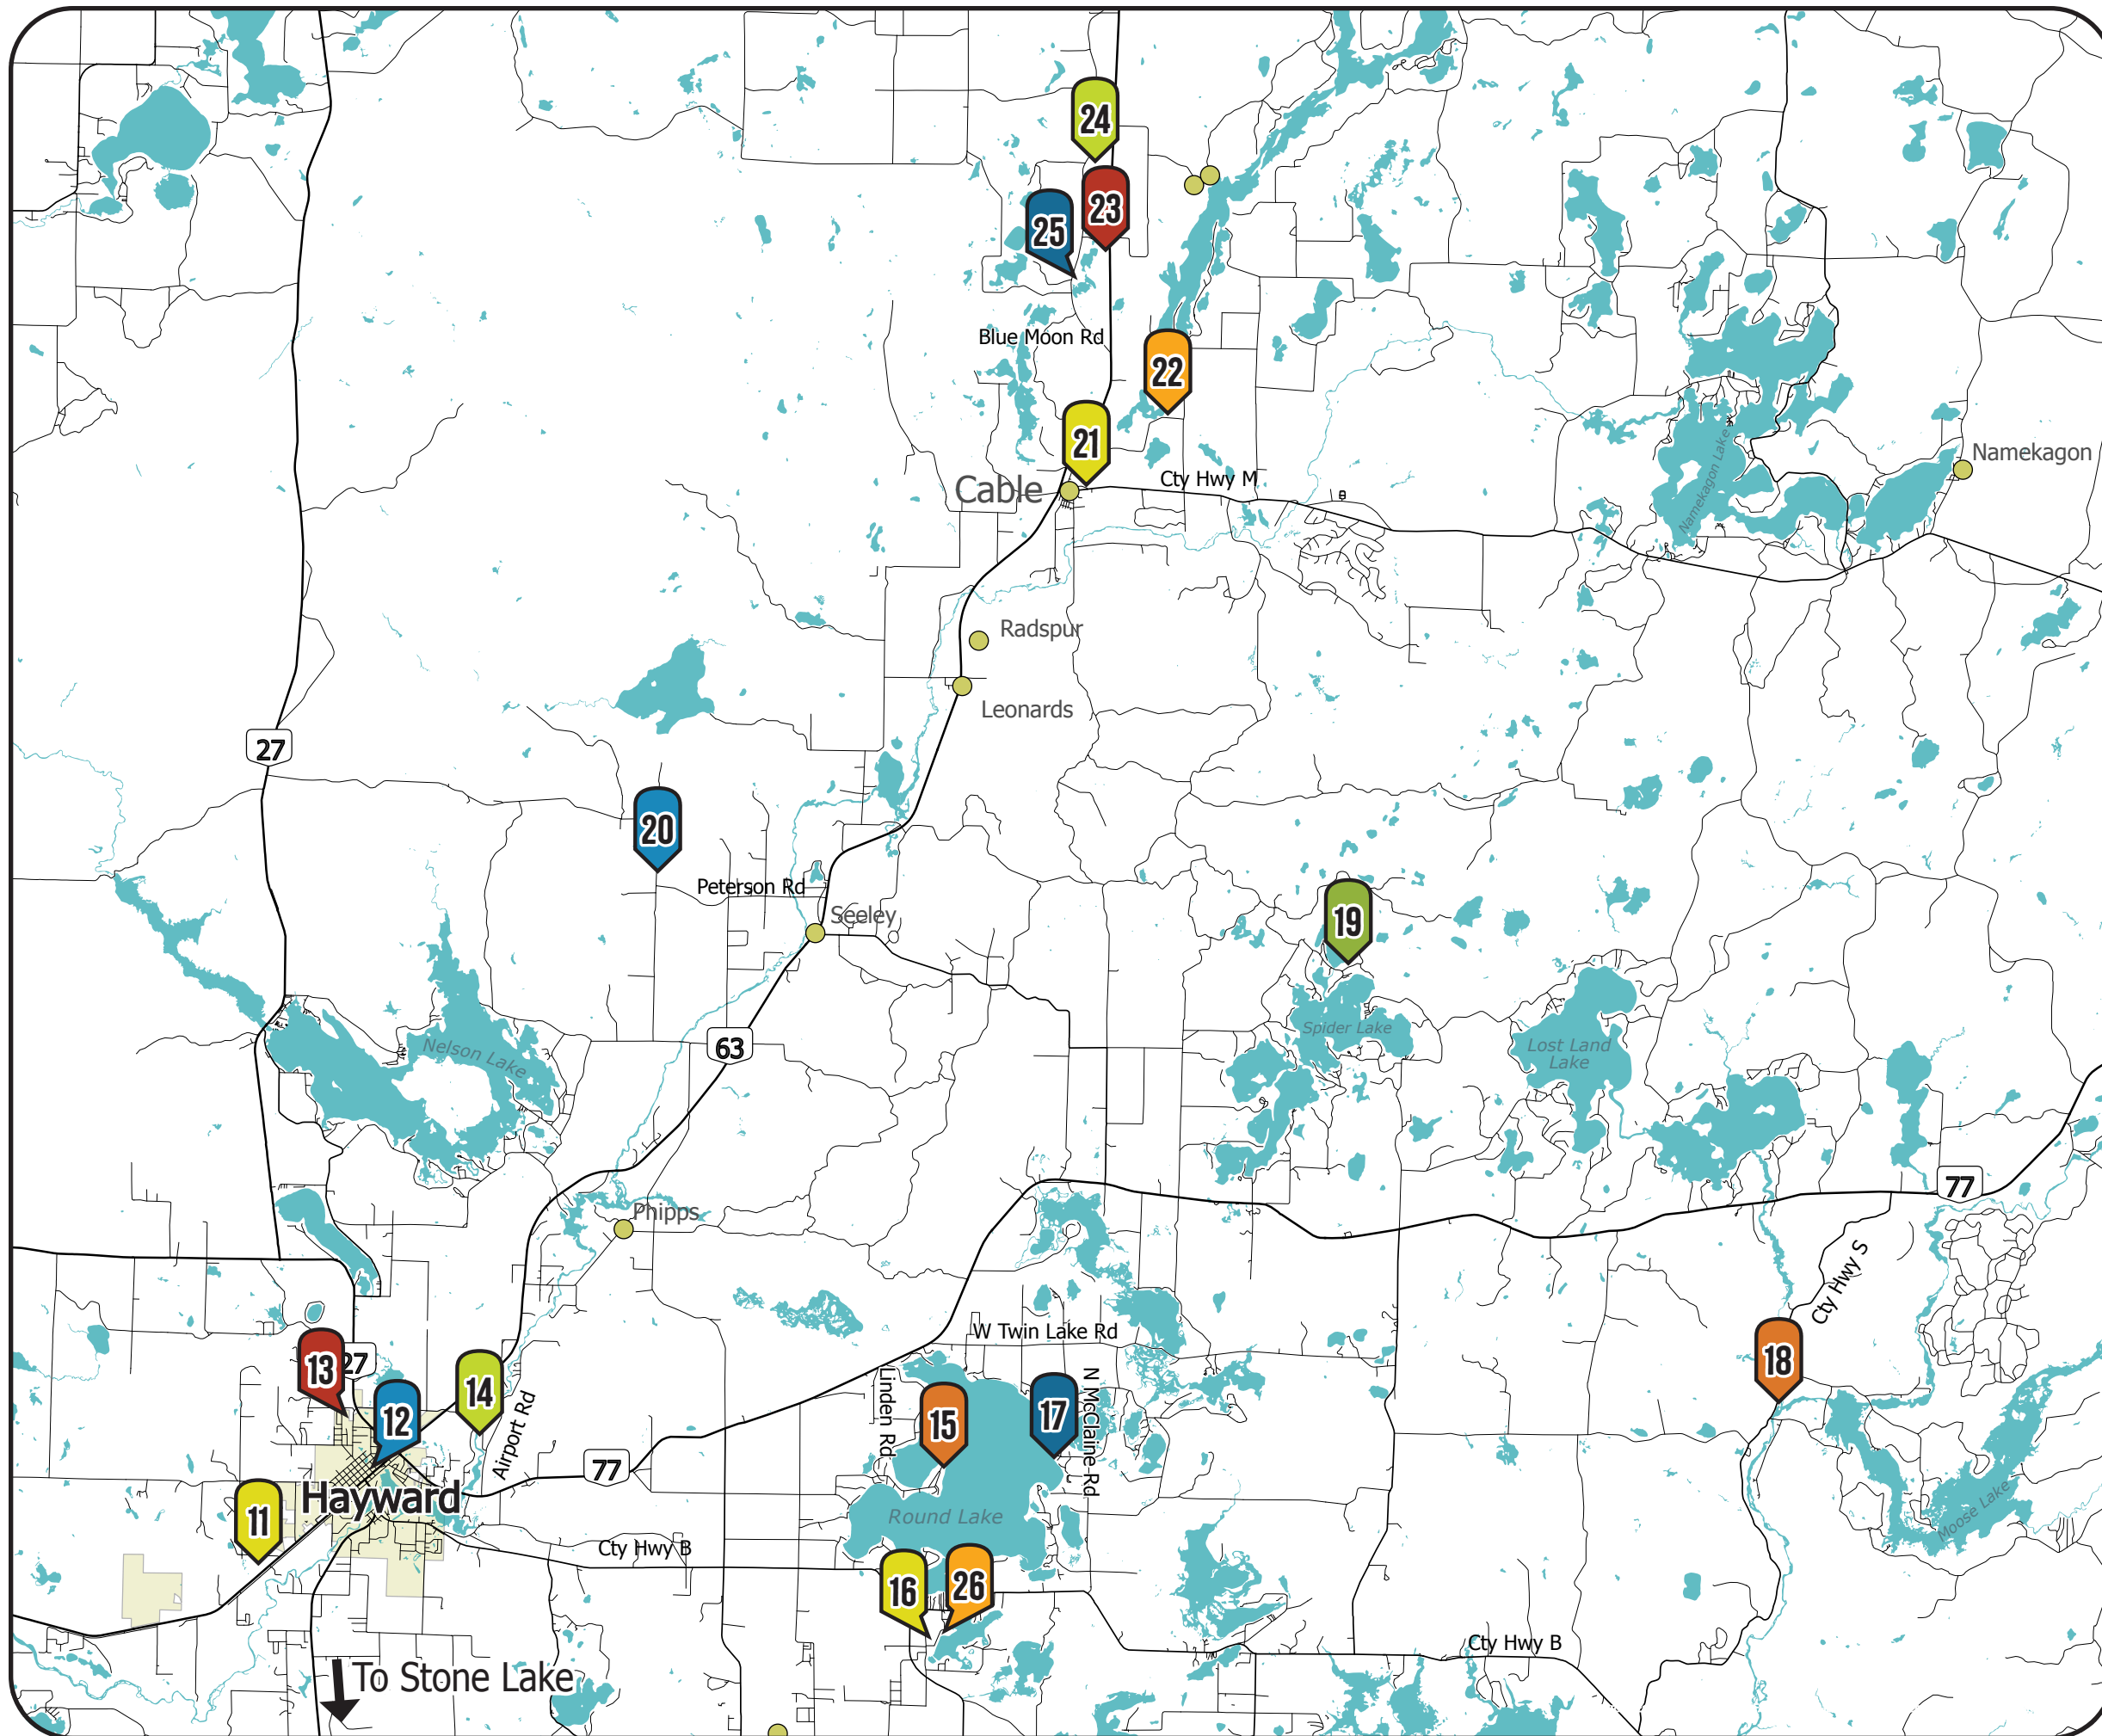 24
23
25
Blue Moon Rd
22
21
Cable
Cty Hwy M
Namekagon
Namekagon Lake
Radspur
Leonards
27
20
Peterson Rd
Seeley
19
Nelson Lake
63
Spider Lake
Lost Land
Lake
77
Phipps
Cty Hwy S
W Twin Lake Rd
13
27
14
12
18
Linden Rd
15
17
N McClaine Rd
Airport Rd
77
Hayward
11
Round Lake
Moose Lake
Cty Hwy B
16
26
Cty Hwy B
To Stone Lake